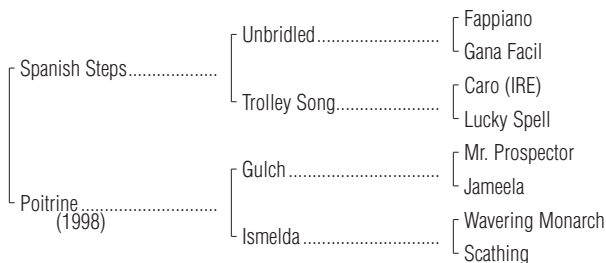 Fappiano
Unbridled..........................
Gana Facil
Spanish Steps...................
Caro (IRE)
Trolley Song......................
Lucky Spell
Mr. Prospector
Gulch................................
Jameela
Poitrine.............................
(1998)
Wavering Monarch
Ismelda.............................
Scathing